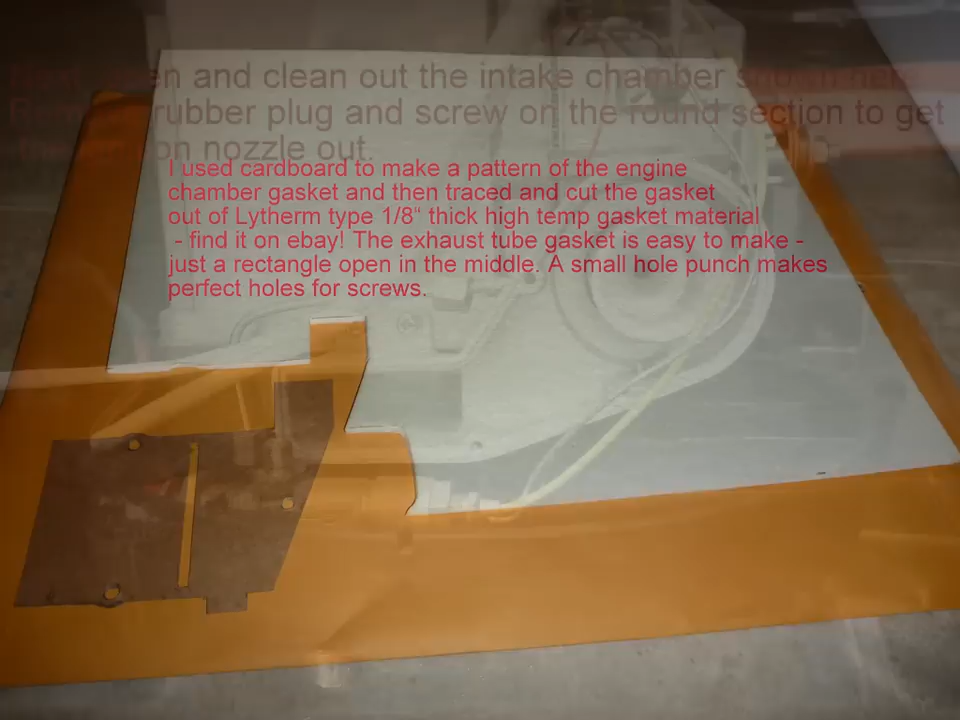 and clean out the intake chamber
rubber plug and screw on the round section to get
on nozzle out.
I used cardboard to make a pattern of the engine
chamber gasket and then traced and cut the gasket
out of Lytherm type 1/8“ thick high temp gasket material
- find it on ebay! The exhaust tube gasket is easy to make -
just a rectangle open in the middle. A small hole punch makes
perfect holes for screws.